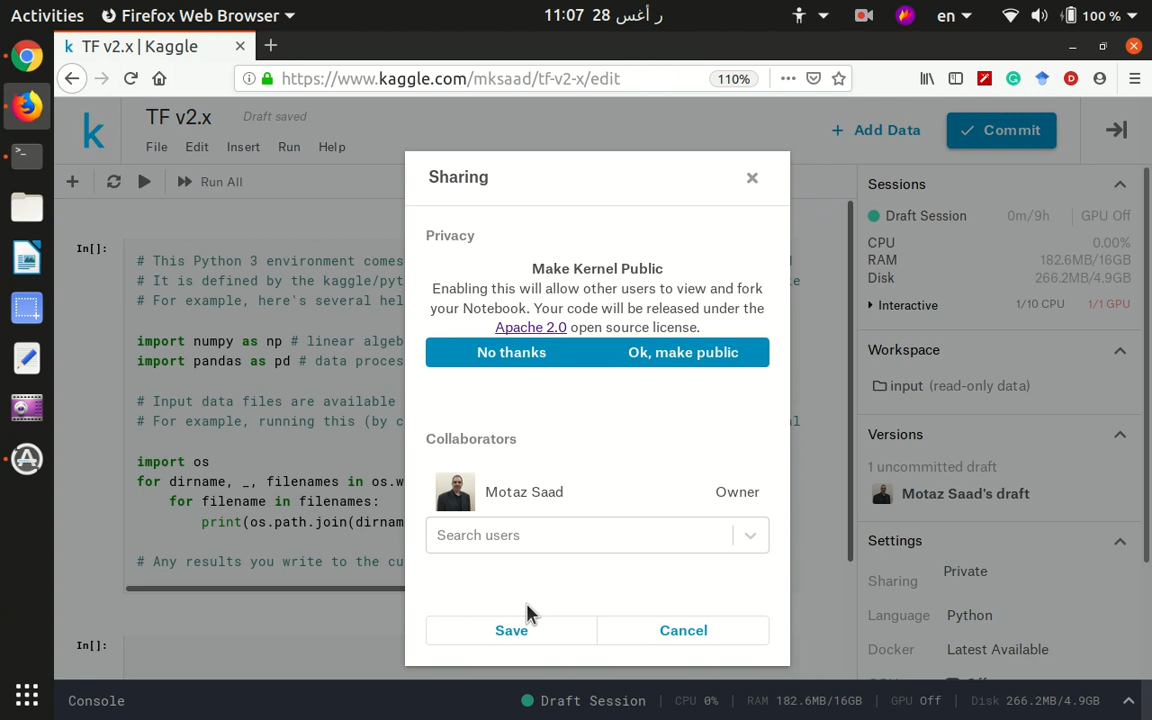 Activities Firefox Web Browser ر أغس 28 11:07 en 100 %
k TF v2.x | Kaggle × +
https://www.kaggle.com/mksaad/tf-v2-x/edit 110%
k TF v2.x Draft saved
+ Add Data Commit
File Edit Insert Run Help
Run All
Sharing ×
Privacy
Make Kernel Public
Enabling this will allow other users to view and fork
your Notebook. Your code will be released under the
Apache 2.0 open source license.
No thanks Ok, make public
Collaborators
Motaz Saad Owner
Search users
Save Cancel
In[]:
# This Python 3 environment comes
# It is defined by the kaggle/pyt
# For example, here's several hel
import numpy as np # linear algeb
import pandas as pd # data proces
# Input data files are available
# For example, running this (by c
import os
for dirname, _, filenames in os.w
for filename in filenames:
print(os.path.join(dirnam
# Any results you write to the cu
In[]:
Sessions
Draft Session 0m/9h GPU Off
CPU 0.00%
RAM 182.6MB/16GB
Disk 266.2MB/4.9GB
Interactive 1/10 CPU 1/1 GPU
Workspace
input (read-only data)
Versions
1 uncommitted draft
Motaz Saad's draft
Settings
Sharing Private
Language Python
Docker Latest Available
Console Draft Session CPU 0% RAM 182.6MB/16GB GPU Off Disk 266.2MB/4.9GB